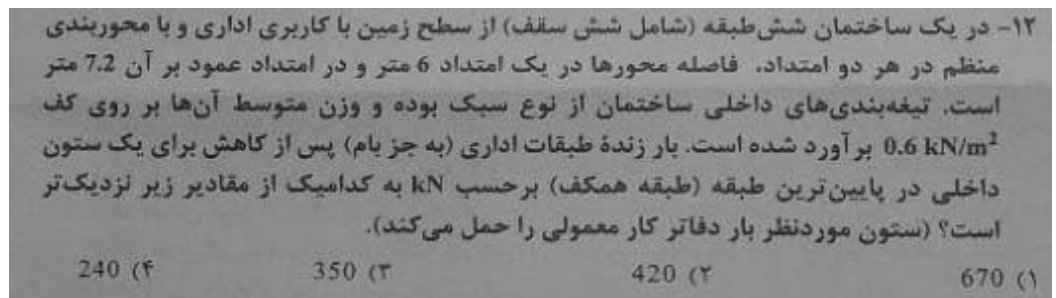 ۱۲- در یک ساختمان شش‌طبقه (شامل شش سقف) از سطح زمین با کاربری اداری و با محوربندی
منظم در هر دو امتداد، فاصله محورها در یک امتداد 6 متر و در امتداد عمود بر آن 7.2 متر
است. تیغه‌بندی‌های داخلی ساختمان از نوع سبک بوده و وزن متوسط آن‌ها بر روی کف
0.6 kN/m² برآورد شده است. بار زندهٔ طبقات اداری (به جز بام) پس از کاهش برای یک ستون
داخلی در پایین‌ترین طبقه (طبقه همکف) برحسب kN به کدامیک از مقادیر زیر نزدیک‌تر
است؟ (ستون موردنظر بار دفاتر کار معمولی را حمل می‌کند).
۱) 670 ۲) 420 ۳) 350 ۴) 240